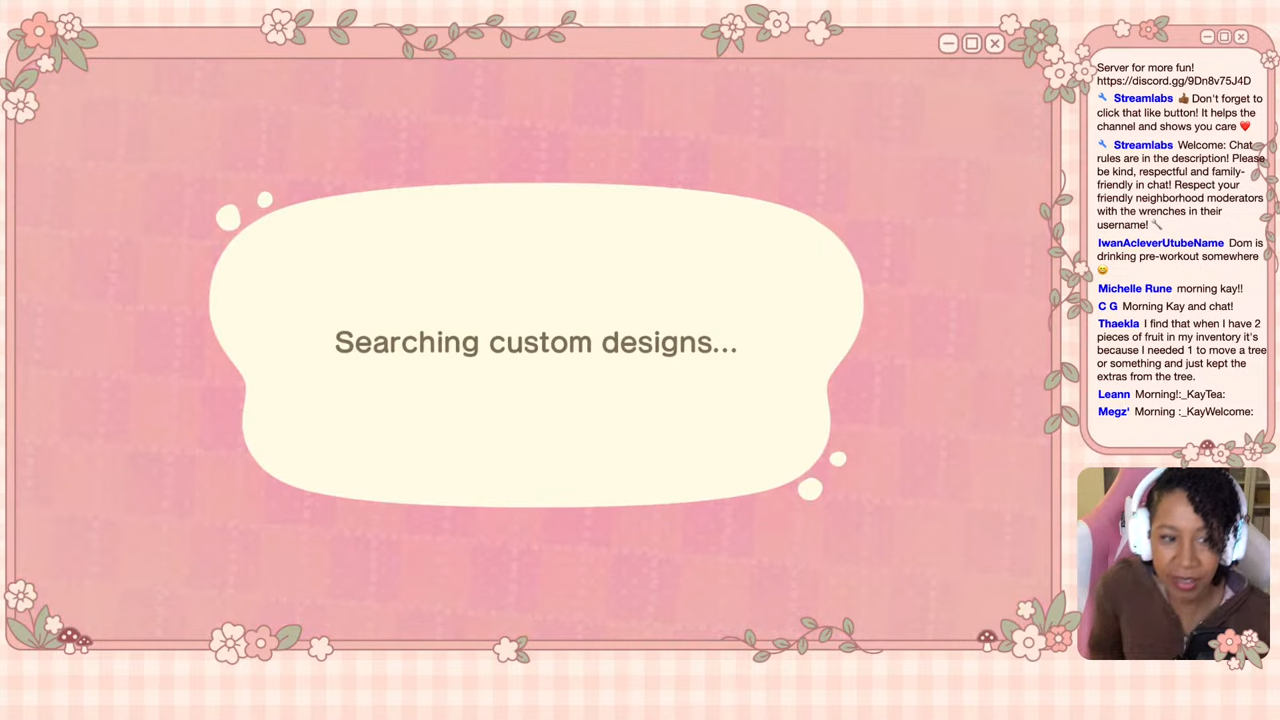 Searching custom designs...
Server for more fun!
https://discord.gg/9Dn8v75J4D
Streamlabs 👍🏾 Don't forget to
click that like button! It helps the
channel and shows you care ❤️
Streamlabs Welcome: Chat
rules are in the description! Please
be kind, respectful and family-
friendly in chat! Respect your
friendly neighborhood moderators
with the wrenches in their
username! 🔧
IwanAcleverUtubeName Dom is
drinking pre-workout somewhere
😄
Michelle Rune morning kay!!
C G Morning Kay and chat!
Thaekla I find that when I have 2
pieces of fruit in my inventory it's
because I needed 1 to move a tree
or something and just kept the
extras from the tree.
Leann Morning!:_KayTea:
Megz' Morning :_KayWelcome: